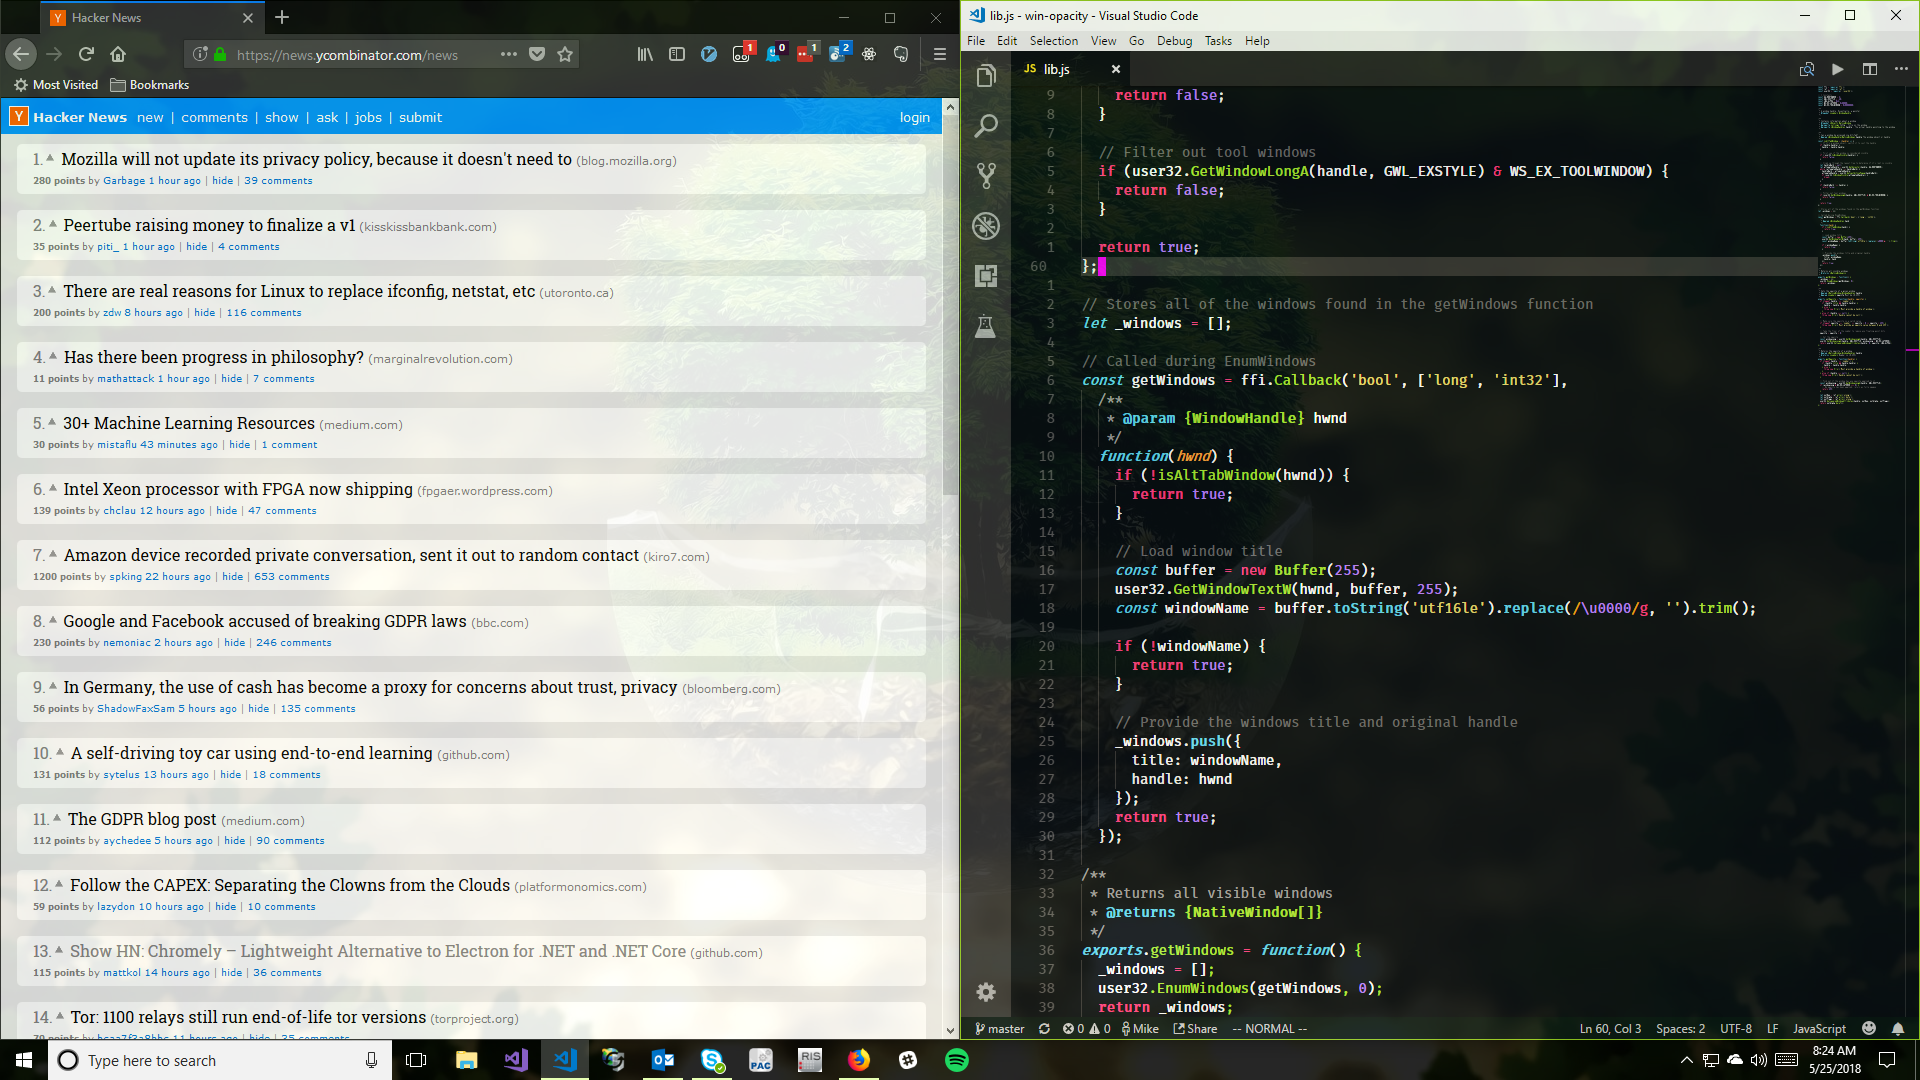 Hacker News
https://news.ycombinator.com/news
1
0
1
2
Most Visited
Bookmarks
Y Hacker News new | comments | show | ask | jobs | submit
login
1. Mozilla will not update its privacy policy, because it doesn't need to (blog.mozilla.org)
280 points by Garbage 1 hour ago | hide | 39 comments
2. Peertube raising money to finalize a v1 (kisskissbankbank.com)
35 points by piti_ 1 hour ago | hide | 4 comments
3. There are real reasons for Linux to replace ifconfig, netstat, etc (utoronto.ca)
200 points by zdw 8 hours ago | hide | 116 comments
4. Has there been progress in philosophy? (marginalrevolution.com)
11 points by mathattack 1 hour ago | hide | 7 comments
5. 30+ Machine Learning Resources (medium.com)
30 points by mistaflu 43 minutes ago | hide | 1 comment
6. Intel Xeon processor with FPGA now shipping (fpgaer.wordpress.com)
139 points by chclau 12 hours ago | hide | 47 comments
7. Amazon device recorded private conversation, sent it out to random contact (kiro7.com)
1200 points by spking 22 hours ago | hide | 653 comments
8. Google and Facebook accused of breaking GDPR laws (bbc.com)
230 points by nemoniac 2 hours ago | hide | 246 comments
9. In Germany, the use of cash has become a proxy for concerns about trust, privacy (bloomberg.com)
56 points by ShadowFaxSam 5 hours ago | hide | 135 comments
10. A self-driving toy car using end-to-end learning (github.com)
131 points by sytelus 13 hours ago | hide | 18 comments
11. The GDPR blog post (medium.com)
112 points by aychedee 5 hours ago | hide | 90 comments
12. Follow the CAPEX: Separating the Clowns from the Clouds (platformonomics.com)
59 points by lazydon 10 hours ago | hide | 10 comments
13. Show HN: Chromely – Lightweight Alternative to Electron for .NET and .NET Core (github.com)
115 points by mattkol 14 hours ago | hide | 36 comments
14. Tor: 1100 relays still run end-of-life tor versions (torproject.org)
lib.js - win-opacity - Visual Studio Code
File Edit Selection View Go Debug Tasks Help
JS lib.js
9 return false;
8 }
7
6 // Filter out tool windows
5 if (user32.GetWindowLongA(handle, GWL_EXSTYLE) & WS_EX_TOOLWINDOW) {
4 return false;
3 }
2
1 return true;
60 };
1
2 // Stores all of the windows found in the getWindows function
3 let _windows = [];
4
5 // Called during EnumWindows
6 const getWindows = ffi.Callback('bool', ['long', 'int32'],
7 /**
8 * @param {WindowHandle} hwnd
9 */
10 function(hwnd) {
11 if (!isAltTabWindow(hwnd)) {
12 return true;
13 }
14
15 // Load window title
16 const buffer = new Buffer(255);
17 user32.GetWindowTextW(hwnd, buffer, 255);
18 const windowName = buffer.toString('utf16le').replace(/\u0000/g, '').trim();
19
20 if (!windowName) {
21 return true;
22 }
23
24 // Provide the windows title and original handle
25 _windows.push({
26 title: windowName,
27 handle: hwnd
28 });
29 return true;
30 });
31
32 /**
33 * Returns all visible windows
34 * @returns {NativeWindow[]}
35 */
36 exports.getWindows = function() {
37 _windows = [];
38 user32.EnumWindows(getWindows, 0);
39 return _windows;
master 0 0 Mike Share -- NORMAL -- Ln 60, Col 3 Spaces: 2 UTF-8 LF JavaScript
Type here to search
PAC
RIS
8:24 AM
5/25/2018